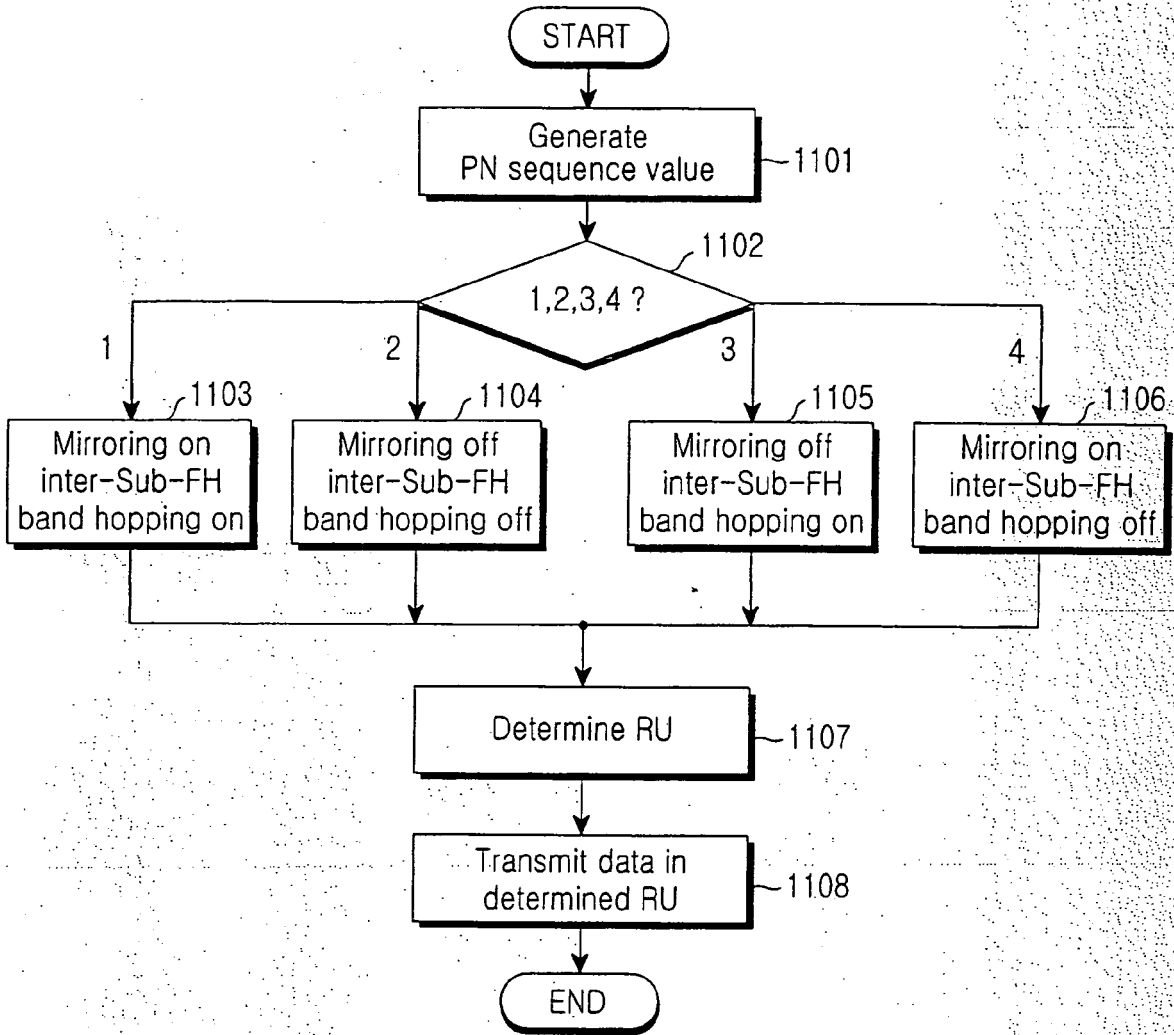 START
Generate
PN sequence value
1101
1102
1,2,3,4 ?
1
2
3
4
1103
1104
1105
1106
Mirroring on
inter-Sub-FH
band hopping on
Mirroring off
inter-Sub-FH
band hopping off
Mirroring off
inter-Sub-FH
band hopping on
Mirroring on
inter-Sub-FH
band hopping off
Determine RU
1107
Transmit data in
determined RU
1108
END